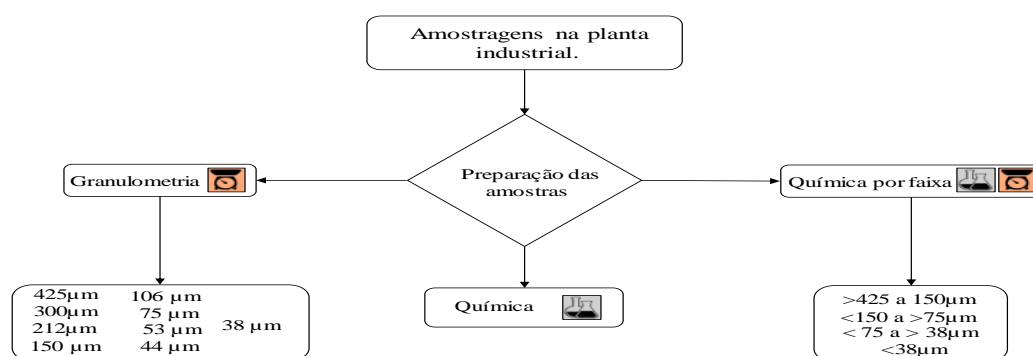 Amostragens na planta
industrial.
Preparação das
amostras
Granulometria
Química por faixa
Química
425µm 106 µm
300µm 75 µm
212µm 53 µm 38 µm
150 µm 44 µm
>425 a 150µm
<150 a >75µm
< 75 a > 38µm
<38µm